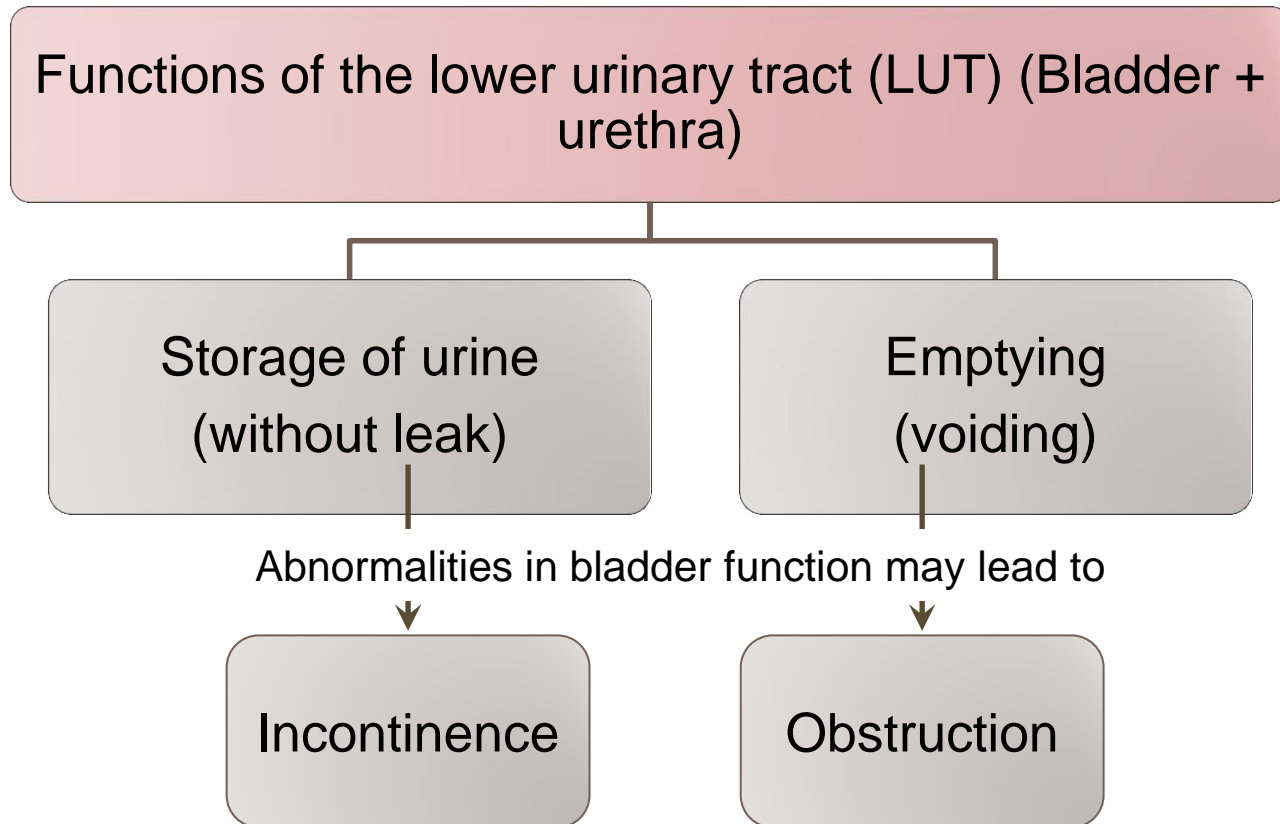 Functions of the lower urinary tract (LUT) (Bladder +
urethra)
Storage of urine
(without leak)
Emptying
(voiding)
Abnormalities in bladder function may lead to
Incontinence
Obstruction